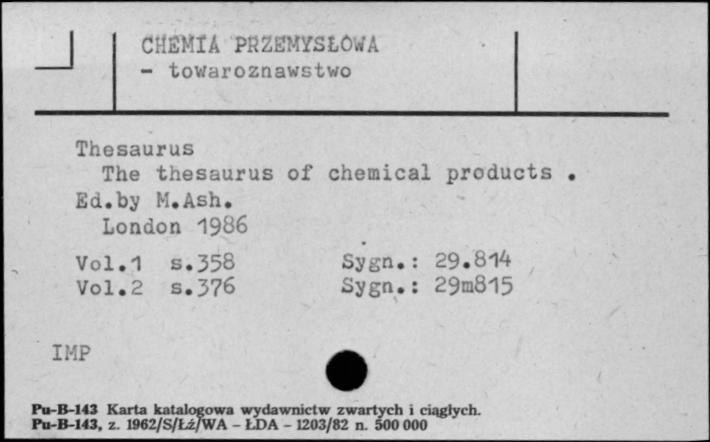 CHEMIA PRZEMYSŁOWA
- towaroznawstwo
Thesaurus
The thesaurus of chemical products .
Ed.by M.Ash.
London 1986
Vol.1 s.358 Sygn.: 29.814
Vol.2 s.376 Sygn.: 29m815
IMP
Pu-B-143 Karta katalogowa wydawnictw zwartych i ciągłych.
Pu-B-143, z. 1962/S/Łż/WA - ŁDA - 1203/82 n. 500 000